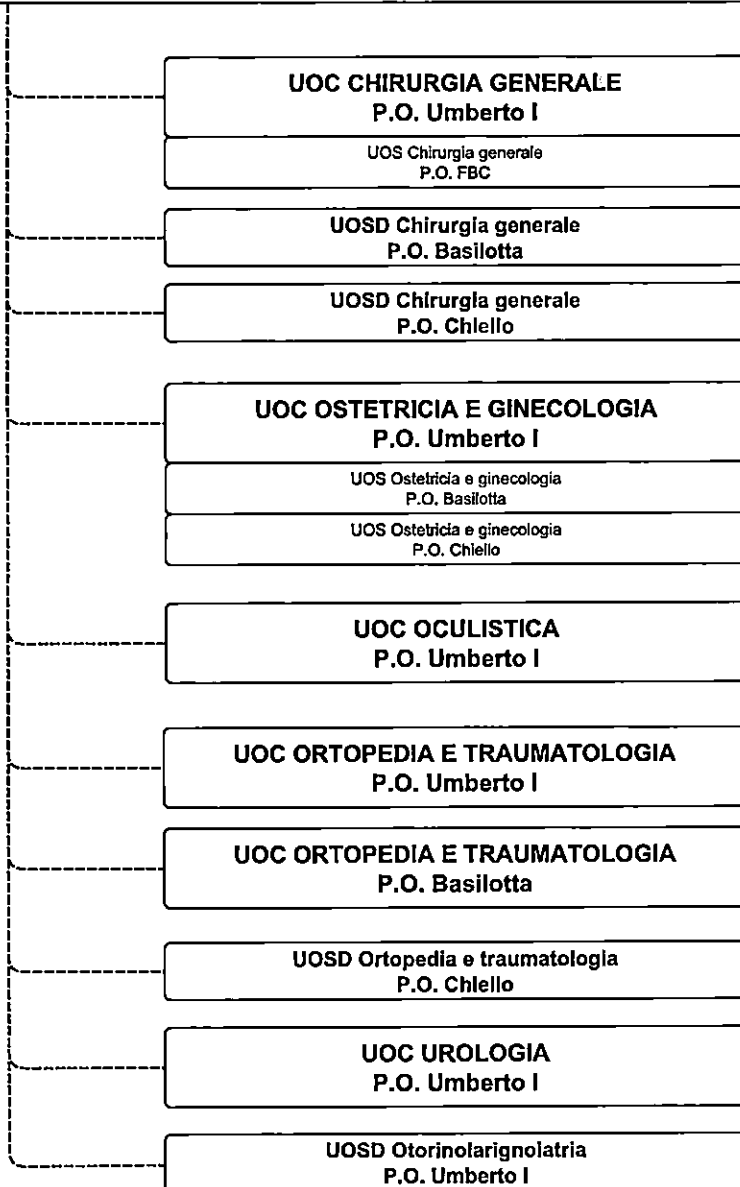 UOC CHIRURGIA GENERALE
P.O. Umberto I
UOS Chirurgia generale
P.O. FBC
UOSD Chirurgia generale
P.O. Basilotta
UOSD Chirurgia generale
P.O. Chiello
UOC OSTETRICIA E GINECOLOGIA
P.O. Umberto I
UOS Ostetricia e ginecologia
P.O. Basilotta
UOS Ostetricia e ginecologia
P.O. Chiello
UOC OCULISTICA
P.O. Umberto I
UOC ORTOPEDIA E TRAUMATOLOGIA
P.O. Umberto I
UOC ORTOPEDIA E TRAUMATOLOGIA
P.O. Basilotta
UOSD Ortopedia e traumatologia
P.O. Chiello
UOC UROLOGIA
P.O. Umberto I
UOSD Otorinolarignoiatria
P.O. Umberto I